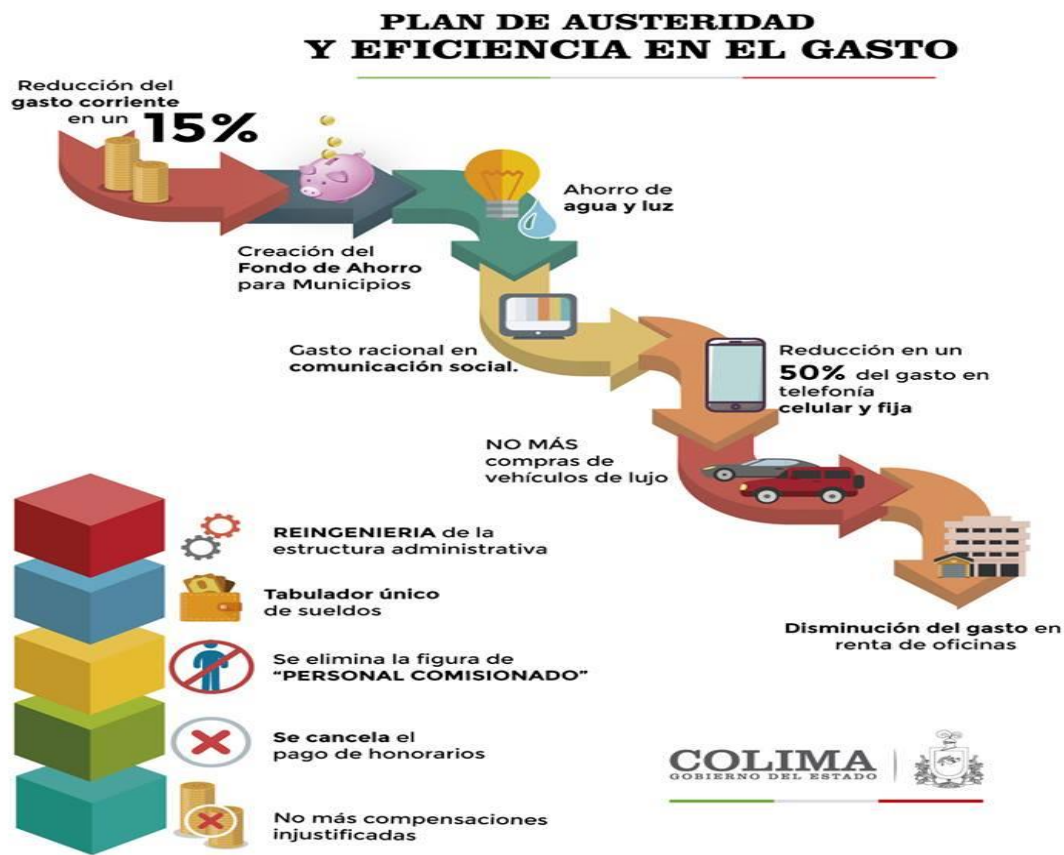 PLAN DE AUSTERIDAD
Y EFICIENCIA EN EL GASTO
Reducción del
gasto corriente
en un 15%
Creación del
Fondo de Ahorro
para Municipios
Ahorro de
agua y luz
Gasto racional en
comunicación social.
Reducción en un
50% del gasto en
telefonía
celular y fija
NO MÁS
compras de
vehículos de lujo
Disminución del gasto en
renta de oficinas
REINGENIERIA de la
estructura administrativa
Tabulador único
de sueldos
Se elimina la figura de
“PERSONAL COMISIONADO”
Se cancela el
pago de honorarios
No más compensaciones
injustificadas
COLIMA
GOBIERNO DEL ESTADO